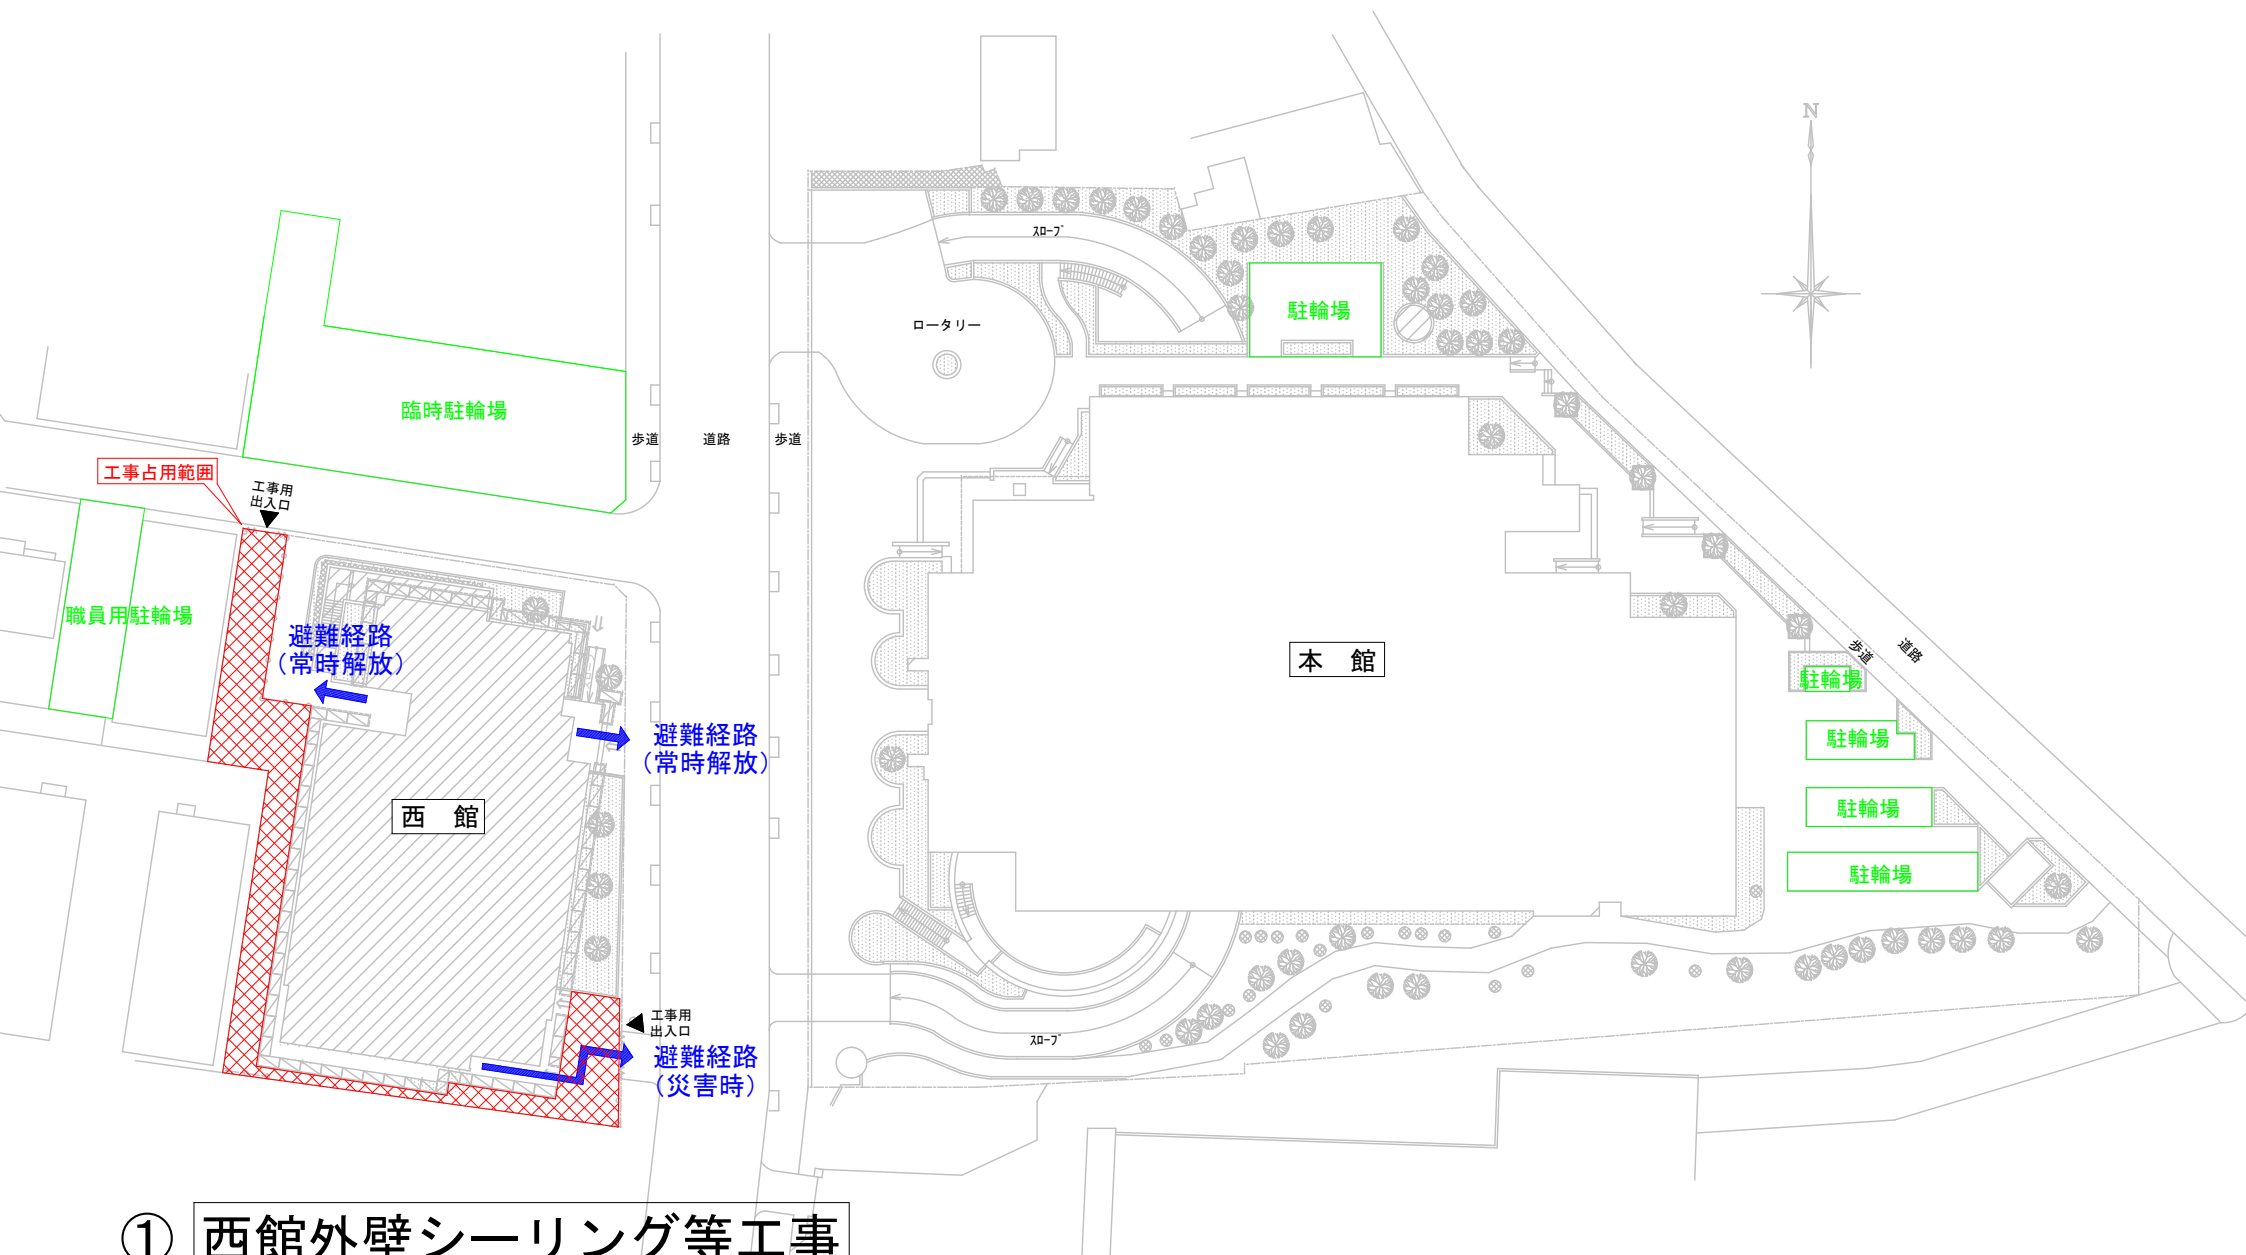 N
ｽﾛｰﾌﾟ
駐輪場
ロータリー
臨時駐輪場
歩道
道路
歩道
工事占用範囲
工事用
出入口
職員用駐輪場
避難経路
（常時解放）
本　館
歩道
道路
駐輪場
避難経路
（常時解放）
駐輪場
西　館
駐輪場
駐輪場
工事用
出入口
避難経路
（災害時）
ｽﾛｰﾌﾟ
① 西館外壁シーリング等工事